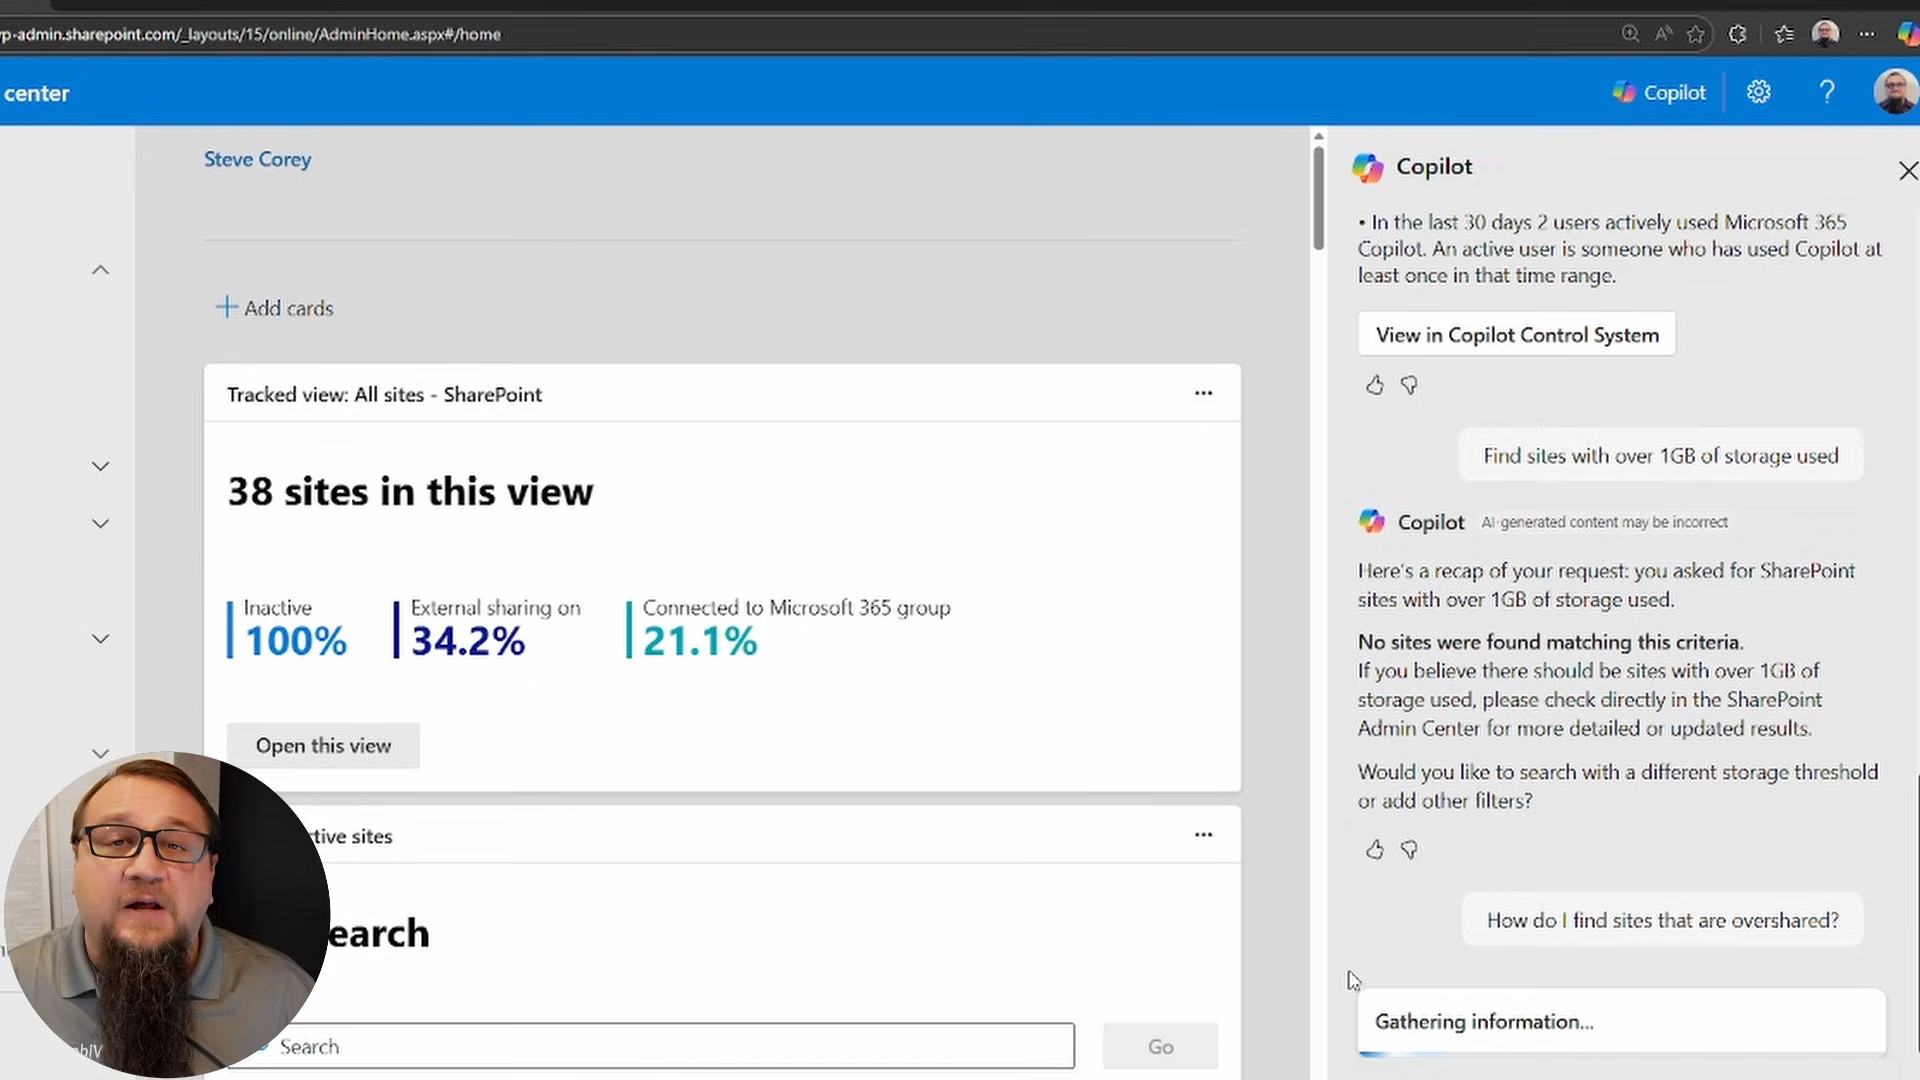 p-admin.sharepoint.com/_layouts/15/online/AdminHome.aspx#/home
center
Copilot
Steve Corey
Add cards
Tracked view: All sites - SharePoint
38 sites in this view
Inactive
100%
External sharing on
34.2%
Connected to Microsoft 365 group
21.1%
Open this view
tive sites
earch
Search
Go
Copilot
• In the last 30 days 2 users actively used Microsoft 365
Copilot. An active user is someone who has used Copilot at
least once in that time range.
View in Copilot Control System
Find sites with over 1GB of storage used
Copilot AI-generated content may be incorrect
Here's a recap of your request: you asked for SharePoint
sites with over 1GB of storage used.
No sites were found matching this criteria.
If you believe there should be sites with over 1GB of
storage used, please check directly in the SharePoint
Admin Center for more detailed or updated results.
Would you like to search with a different storage threshold
or add other filters?
How do I find sites that are overshared?
Gathering information...